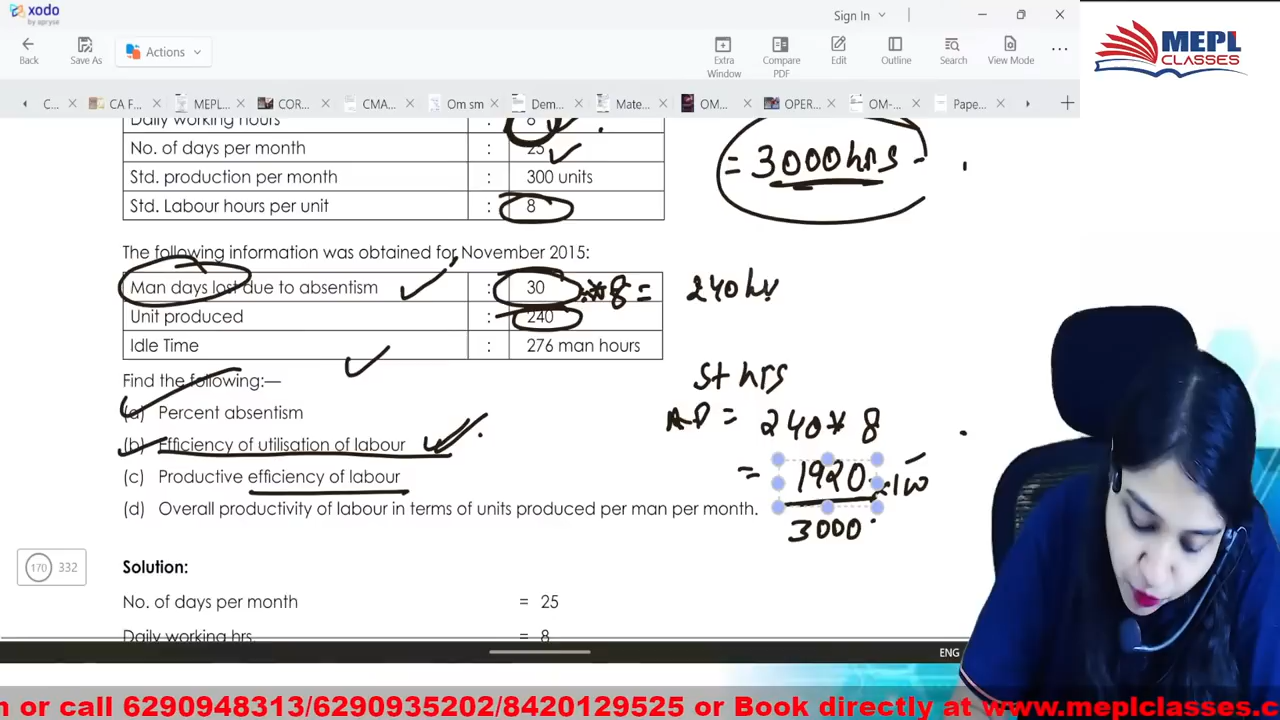 xodo
by apryse
Sign In
Back
Save As
Actions
Extra Window
Compare PDF
Edit
Outline
Search
View Mode
MEPL CLASSES
C...
CA F...
MEPL...
COR...
CMA...
Om sm
Dem...
Mate...
OM...
OPER...
OM-...
Pape...
Daily working hours : 8
No. of days per month : 25
Std. production per month : 300 units
Std. Labour hours per unit : 8
= 3000 hrs
The following information was obtained for November 2015:
Man days lost due to absentism : 30 * 8 = 240 hr
Unit produced : 240
Idle Time : 276 man hours
Find the following:—
(a) Percent absentism
(b) Efficiency of utilisation of labour
(c) Productive efficiency of labour
(d) Overall productivity of labour in terms of units produced per man per month.
St hrs
AP = 240 * 8
= 1920 × 100
3000
170 332
Solution:
No. of days per month = 25
Daily working hrs. = 8
ENG
n or call 6290948313/6290935202/8420129525 or Book directly at www.meplclasses.c